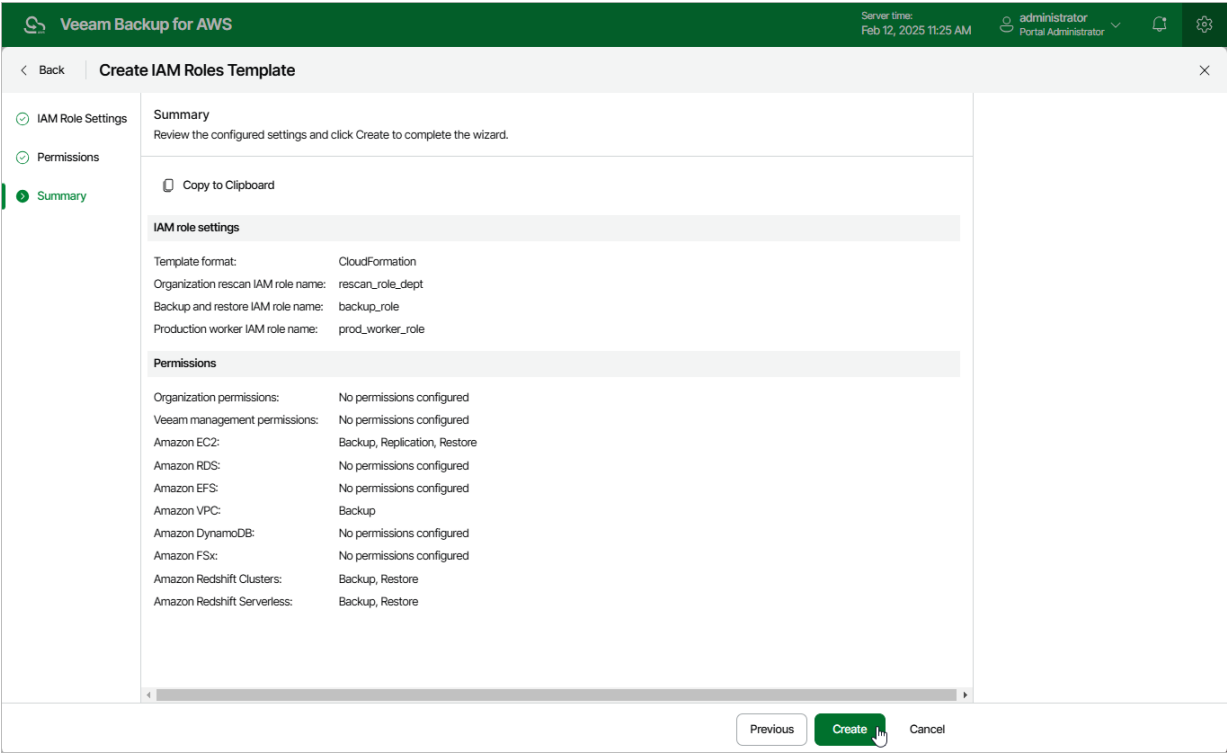 Veeam Backup for AWS
Server time:
Feb 12, 2025 11:25 AM
administrator
Portal Administrator
Back
Create IAM Roles Template
IAM Role Settings
Permissions
Summary
Summary
Review the configured settings and click Create to complete the wizard.
Copy to Clipboard
IAM role settings
Template format: CloudFormation
Organization rescan IAM role name: rescan_role_dept
Backup and restore IAM role name: backup_role
Production worker IAM role name: prod_worker_role
Permissions
Organization permissions: No permissions configured
Veeam management permissions: No permissions configured
Amazon EC2: Backup, Replication, Restore
Amazon RDS: No permissions configured
Amazon EFS: No permissions configured
Amazon VPC: Backup
Amazon DynamoDB: No permissions configured
Amazon FSx: No permissions configured
Amazon Redshift Clusters: Backup, Restore
Amazon Redshift Serverless: Backup, Restore
Previous
Create
Cancel